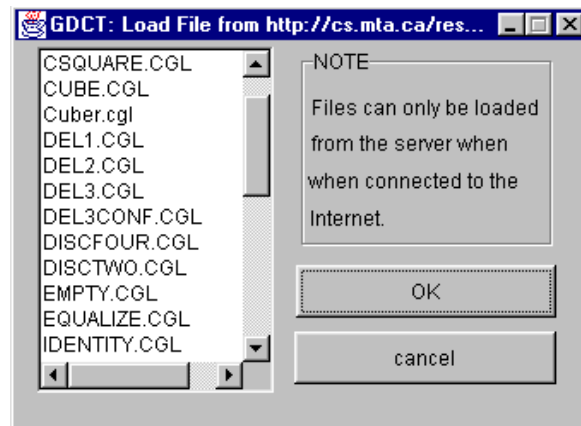 GDCT: Load File from http://cs.mta.ca/res...
CSQUARE.CGL
CUBE.CGL
Cuber.cgl
DEL1.CGL
DEL2.CGL
DEL3.CGL
DEL3CONF.CGL
DISCFOUR.CGL
DISCTWO.CGL
EMPTY.CGL
EQUALIZE.CGL
IDENTITY.CGL
NOTE
Files can only be loaded
from the server when
when connected to the
Internet.
OK
cancel